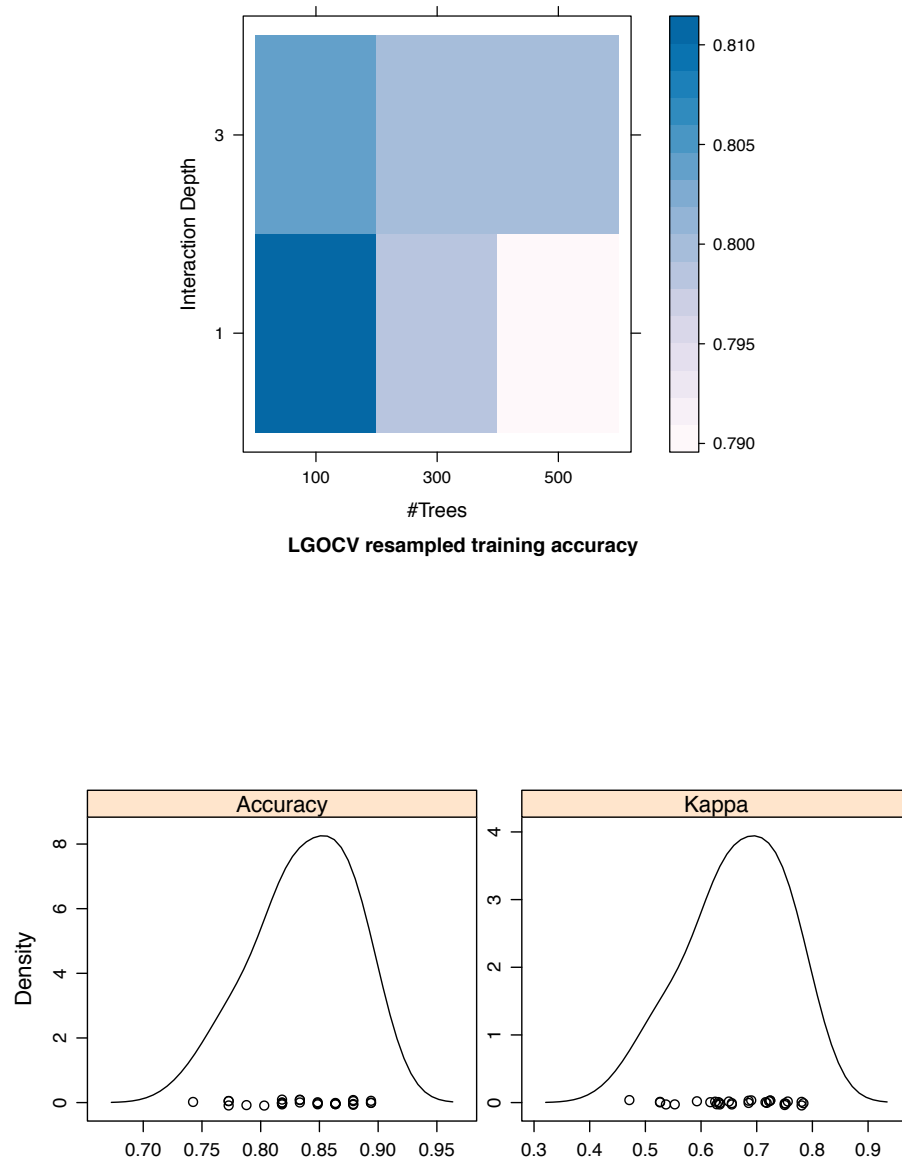 0.810
3
0.805
Interaction Depth
0.800
1
0.795
0.790
100 300 500
#Trees
LGOCV resampled training accuracy
Accuracy
Kappa
Density
0 2 4 6 8
0 1 2 3 4
0.70 0.75 0.80 0.85 0.90 0.95
0.3 0.4 0.5 0.6 0.7 0.8 0.9